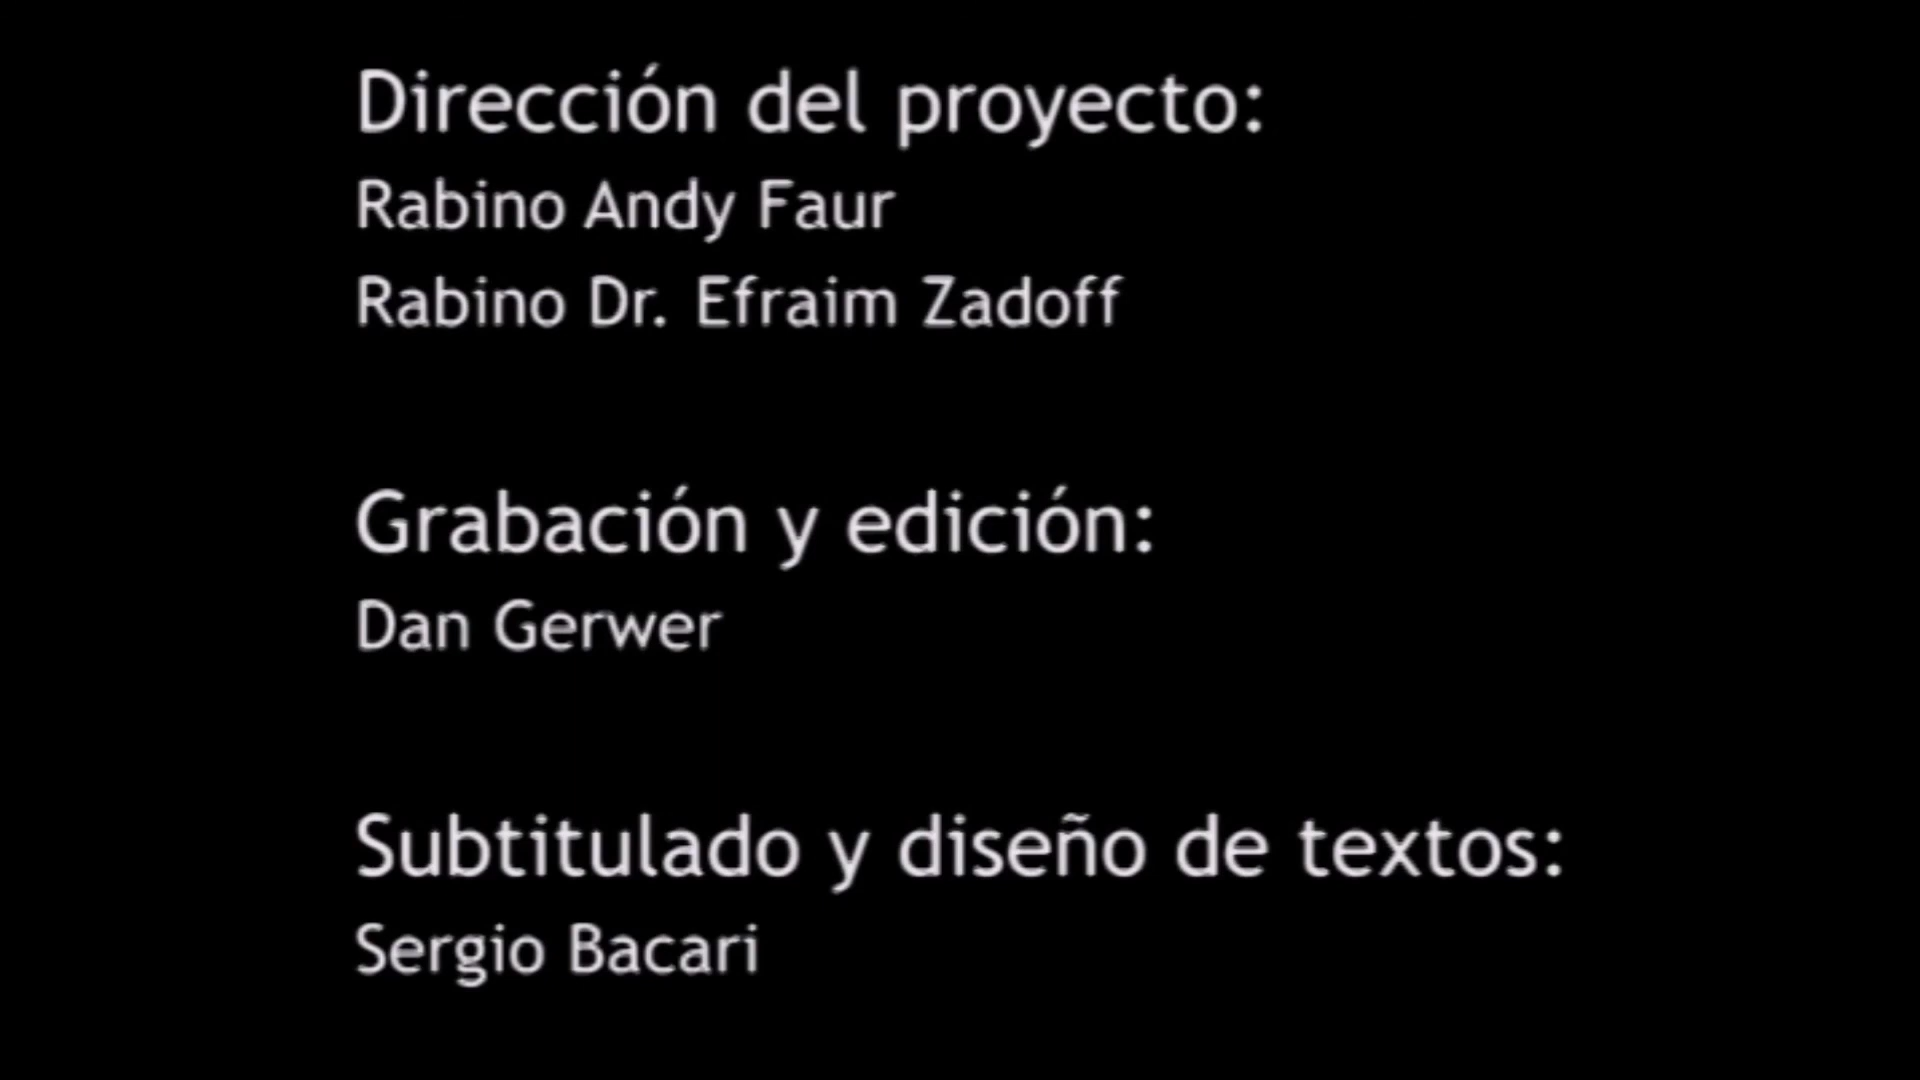 Dirección del proyecto:
Rabino Andy Faur
Rabino Dr. Efraim Zadoff
Grabación y edición:
Dan Gerwer
Subtitulado y diseño de textos:
Sergio Bacari